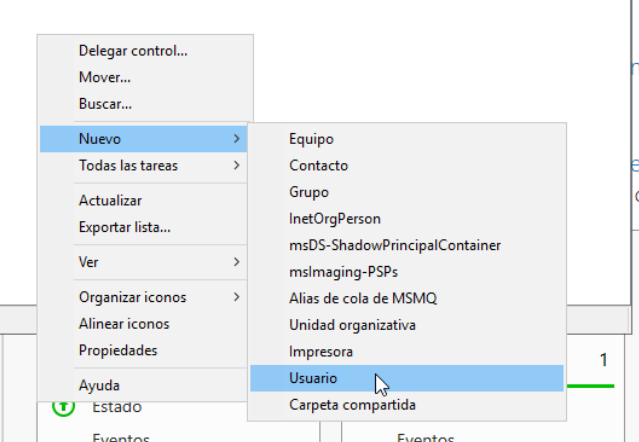 Delegar control...
Mover...
Buscar...
Nuevo
Todas las tareas
Actualizar
Exportar lista...
Ver
Organizar iconos
Alinear iconos
Propiedades
Ayuda
Equipo
Contacto
Grupo
InetOrgPerson
msDS-ShadowPrincipalContainer
msImaging-PSPs
Alias de cola de MSMQ
Unidad organizativa
Impresora
Usuario
Carpeta compartida
1
Estado
Eventos
Eventos